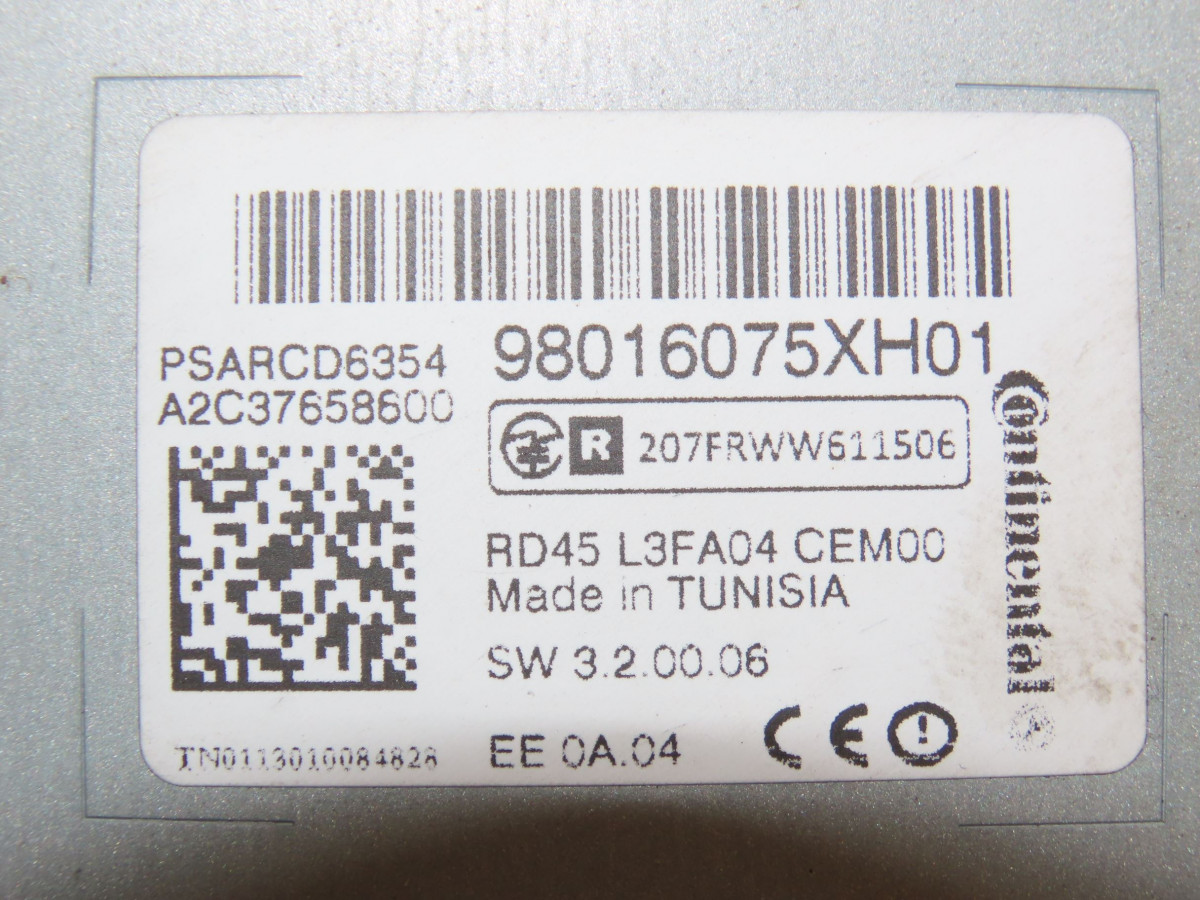 98016075XH01
PSARCD6354
A2C37658600
R 207FRWW611506
RD45 L3FA04 CEM00
Made in TUNISIA
SW 3.2.00.06
EE 0A.04
TN0113010084828
CE
Continental